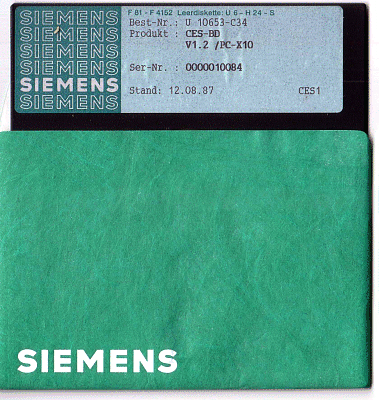 SIEMENS
SIEMENS
SIEMENS
SIEMENS
SIEMENS
SIEMENS
F 81 - F 4152 Leerdiskette: U 6 - H 24 - S
Best-Nr.: U 10653-C34
Produkt : CES-BD
V1.2 /PC-X10
Ser-Nr. : 0000010084
Stand: 12.08.87 CES1
SIEMENS